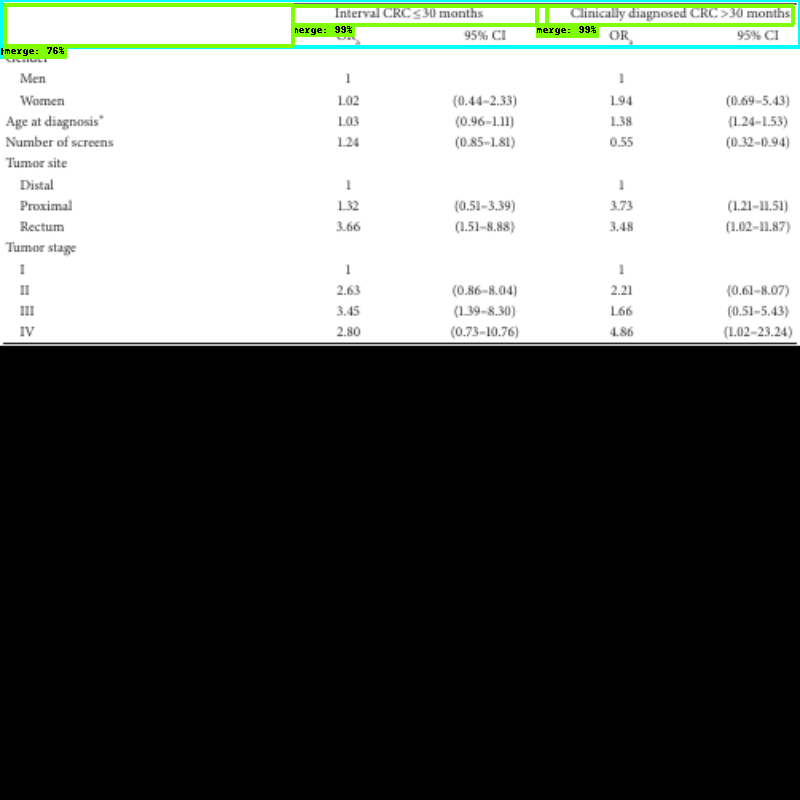 Interval CRC ≤30 months Clinically diagnosed CRC >30 months
merge: 99% merge: 99%
ORa 95% CI ORa 95% CI
merge: 76%
Gender
Men 1 1
Women 1.02 (0.44–2.33) 1.94 (0.69–5.43)
Age at diagnosis* 1.03 (0.96–1.11) 1.38 (1.24–1.53)
Number of screens 1.24 (0.85–1.81) 0.55 (0.32–0.94)
Tumor site
Distal 1 1
Proximal 1.32 (0.51–3.39) 3.73 (1.21–11.51)
Rectum 3.66 (1.51–8.88) 3.48 (1.02–11.87)
Tumor stage
I 1 1
II 2.63 (0.86–8.04) 2.21 (0.61–8.07)
III 3.45 (1.39–8.30) 1.66 (0.51–5.43)
IV 2.80 (0.73–10.76) 4.86 (1.02–23.24)